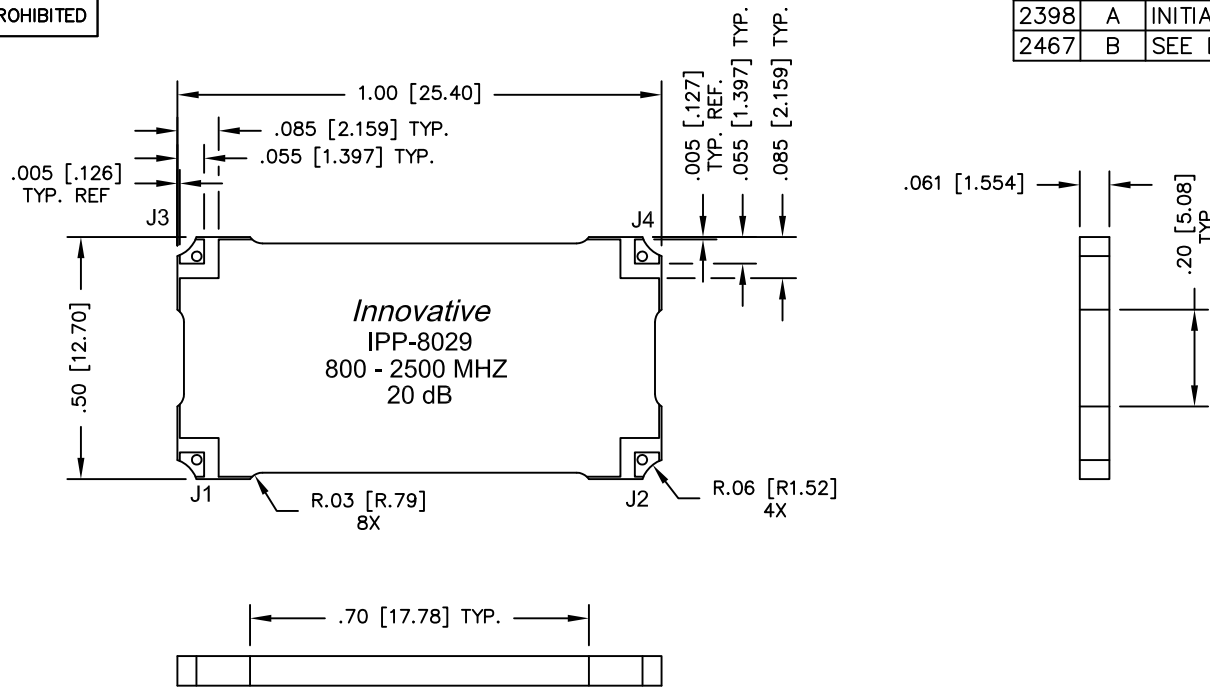 PROHIBITED
2398 A INITIA
2467 B SEE
1.00 [25.40]
.085 [2.159] TYP.
.055 [1.397] TYP.
.005 [.126]
TYP. REF
.005 [.127]
TYP. REF.
.055 [1.397] TYP.
.085 [2.159] TYP.
.061 [1.554]
.20 [5.08]
TYP
J3
J4
.50 [12.70]
Innovative
IPP-8029
800 - 2500 MHZ
20 dB
J1
J2
R.03 [R.79]
8X
R.06 [R1.52]
4X
.70 [17.78] TYP.